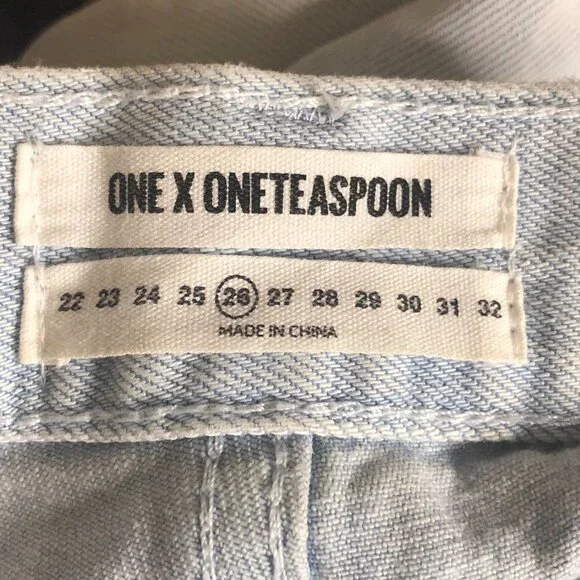 ONE X ONETEASPOON
22 23 24 25 26 27 28 29 30 31 32
MADE IN CHINA